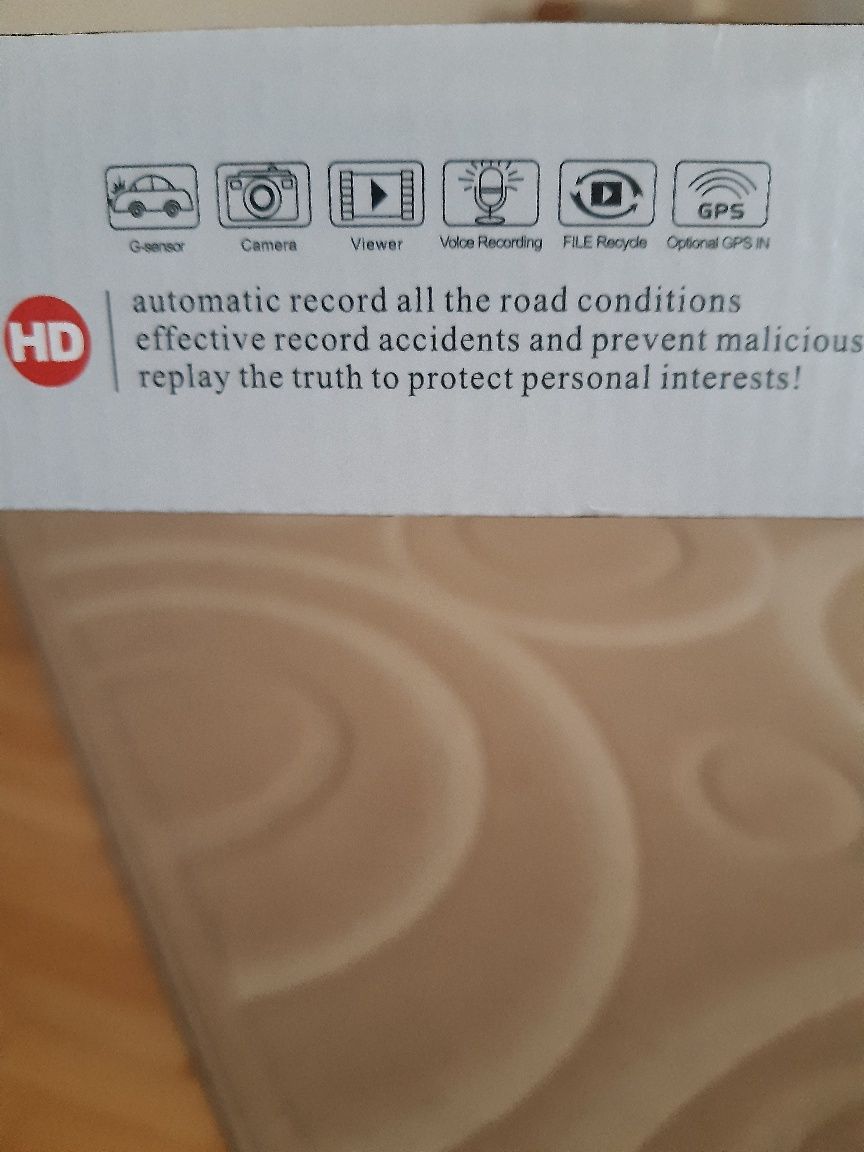 GPS
G-sensor Camera Viewer Voice Recording FILE Recycle Optional GPS IN
HD
automatic record all the road conditions
effective record accidents and prevent malicious
replay the truth to protect personal interests!